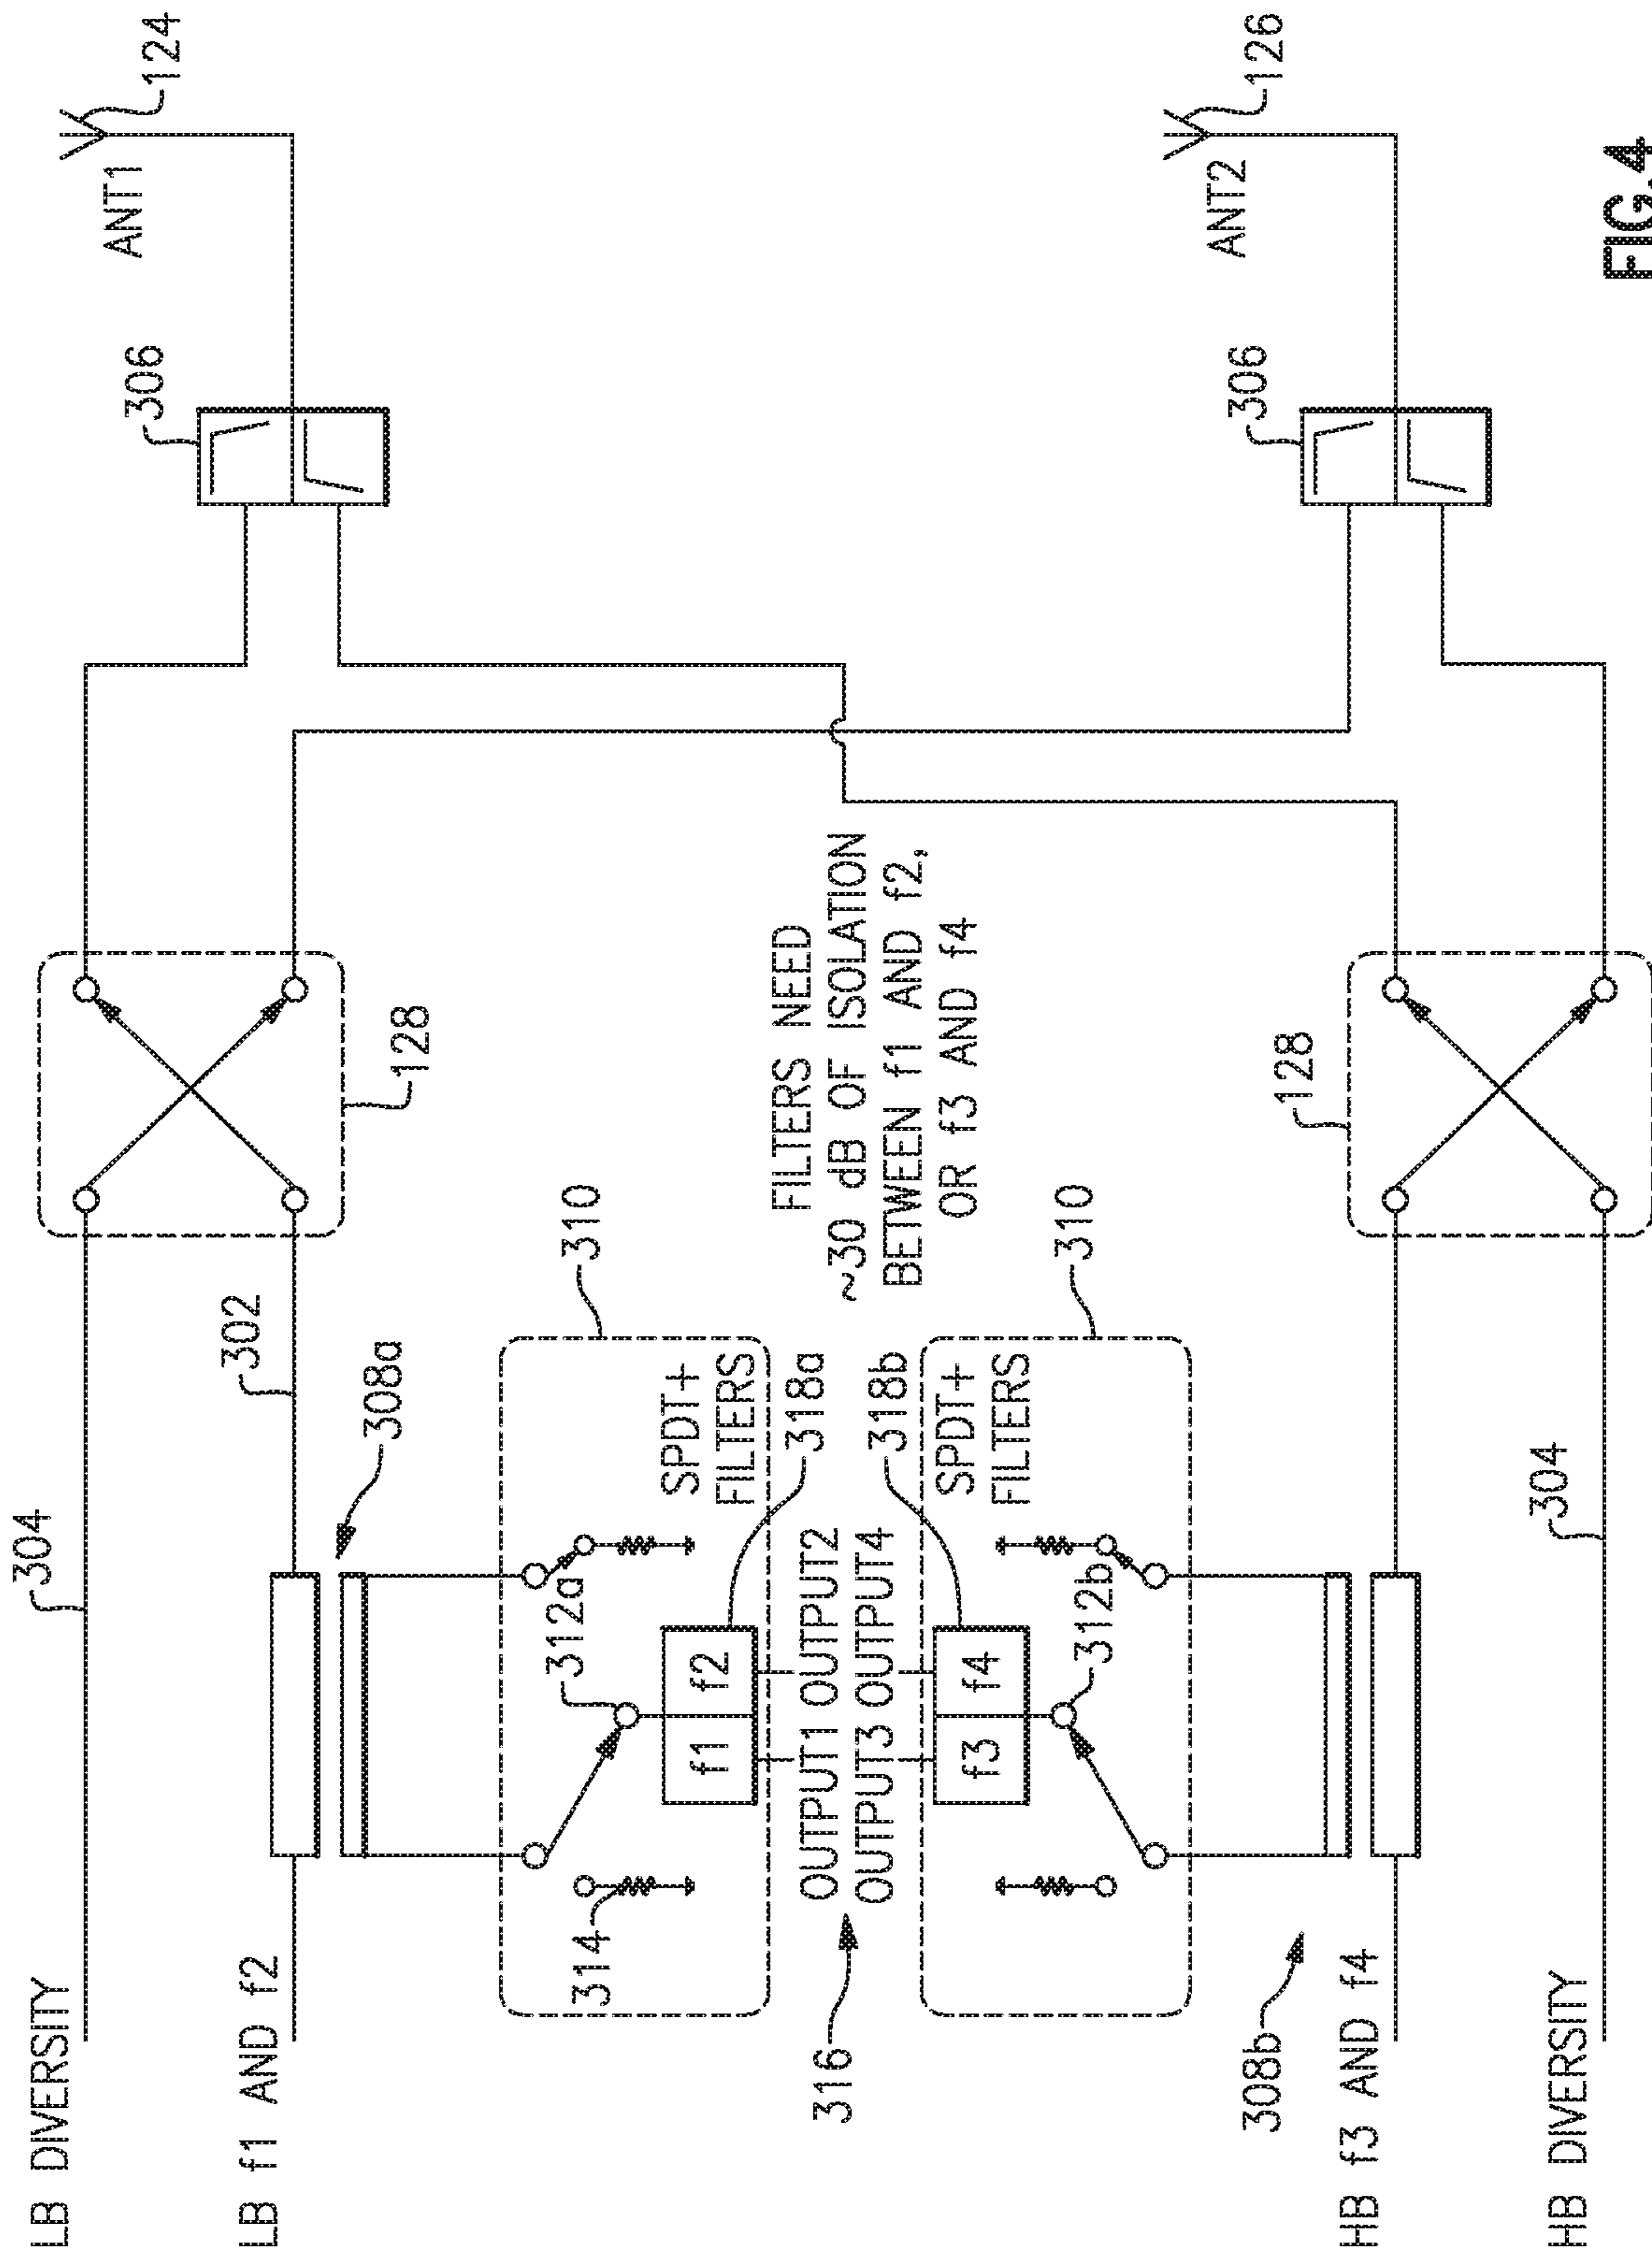 LB DIVERSITY
304
124
ANT1
306
LB f1 AND f2
302
308a
128
310
312a
314
f1
f2
SPDT+
FILTERS
318a
FILTERS NEED
~30 dB OF ISOLATION
BETWEEN f1 AND f2,
OR f3 AND f4
316
OUTPUT1 OUTPUT2
OUTPUT3 OUTPUT4
318b
f3
f4
SPDT+
FILTERS
312b
310
308b
128
126
ANT2
306
HB f3 AND f4
304
HB DIVERSITY
FIG.4